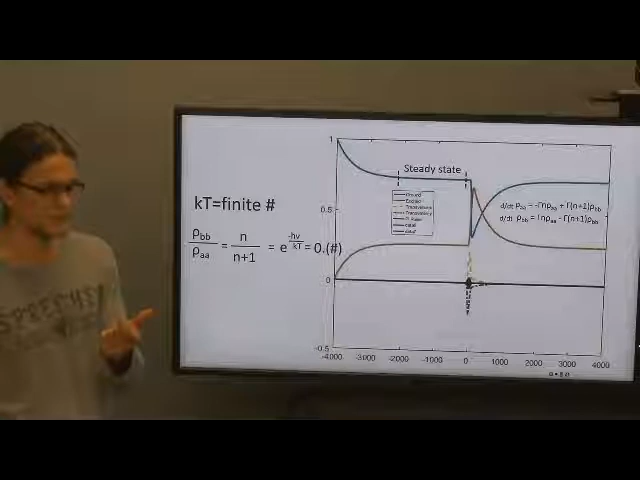 kT=finite #
ρbb/ρaa = n/n+1 = e^-hν/kT = 0.(#)
Steady state
d/dt ρaa = -Γnρaa + Γ(n+1)ρbb
d/dt ρbb = Γnρaa - Γ(n+1)ρbb
1
0.5
0
-0.5
-4000 -3000 -2000 -1000 0 1000 2000 3000 4000